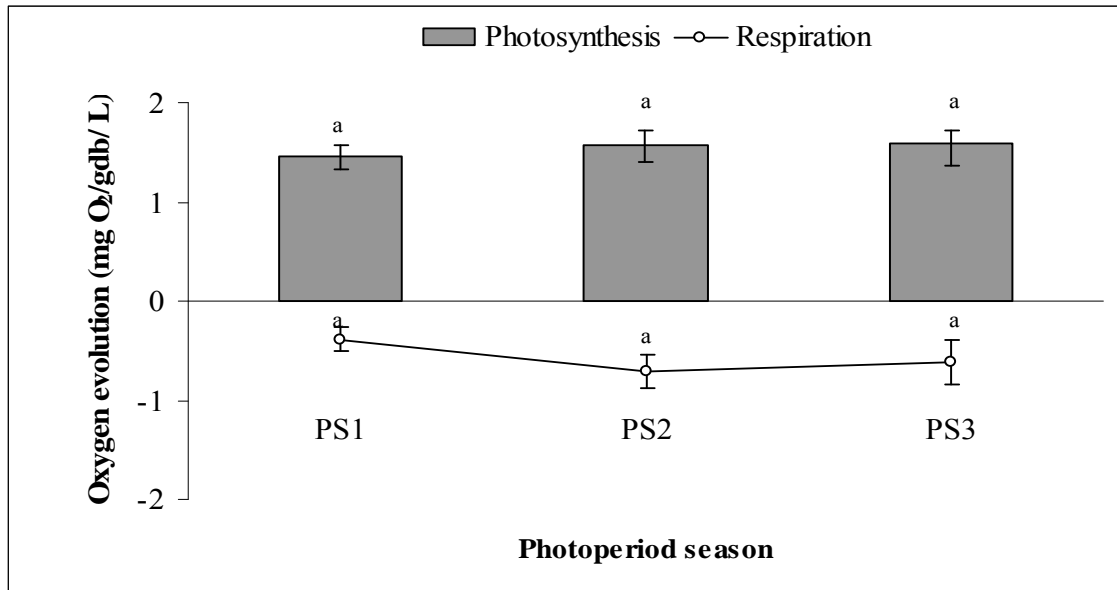 Photosynthesis Respiration
Oxygen evolution (mg O2/gdb/ L)
2
1
0
-1
-2
a a a
a a a
PS1 PS2 PS3
Photoperiod season